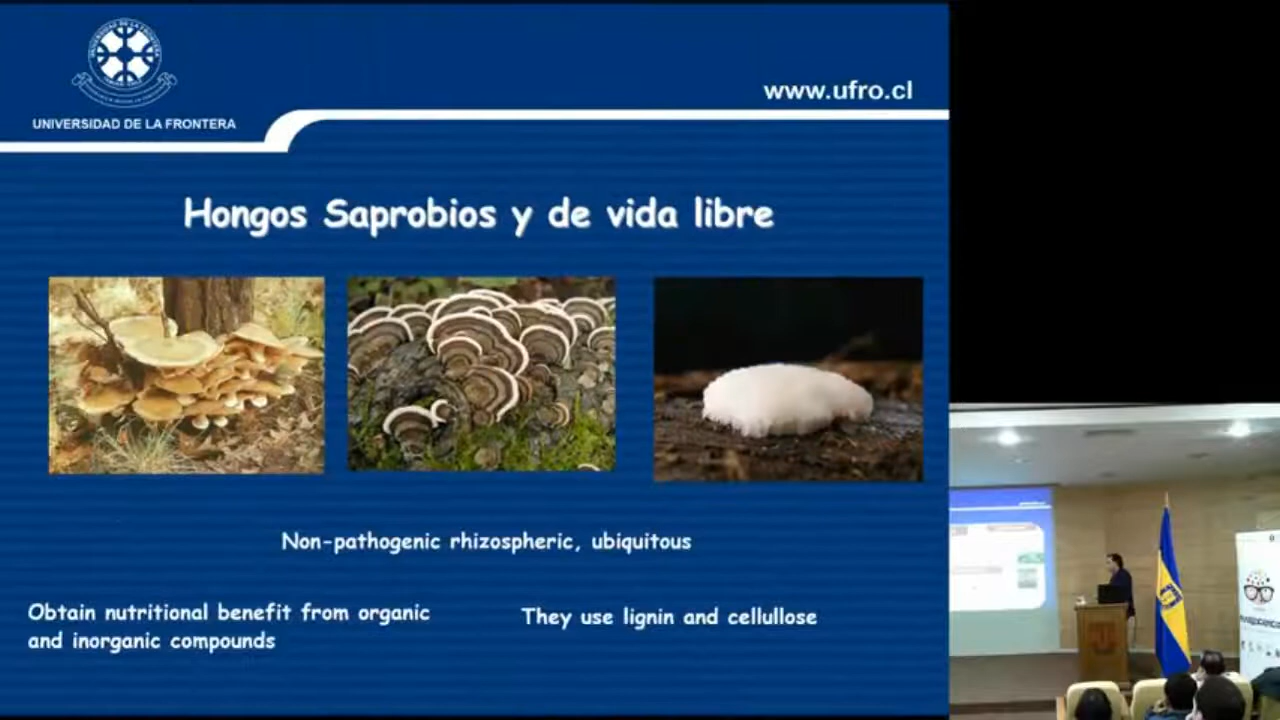 UNIVERSIDAD DE LA FRONTERA
www.ufro.cl
Hongos Saprobios y de vida libre
Non-pathogenic rhizospheric, ubiquitous
Obtain nutritional benefit from organic
and inorganic compounds
They use lignin and cellullose